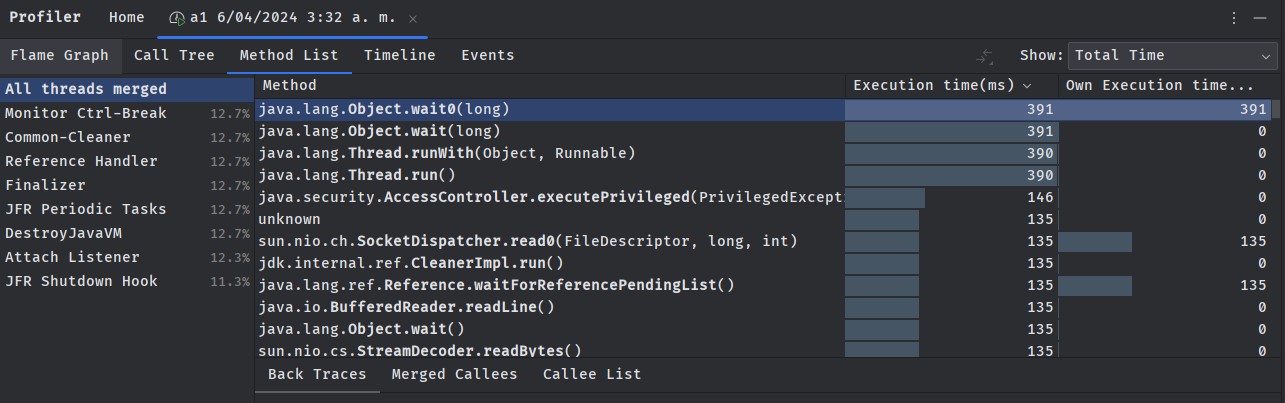 Profiler Home a1 6/04/2024 3:32 a. m. ×
Flame Graph Call Tree Method List Timeline Events Show: Total Time
All threads merged
Monitor Ctrl-Break 12.7%
Common-Cleaner 12.7%
Reference Handler 12.7%
Finalizer 12.7%
JFR Periodic Tasks 12.7%
DestroyJavaVM 12.7%
Attach Listener 12.3%
JFR Shutdown Hook 11.3%
Method Execution time(ms) Own Execution time...
java.lang.Object.wait0(long) 391 391
java.lang.Object.wait(long) 391 0
java.lang.Thread.runWith(Object, Runnable) 390 0
java.lang.Thread.run() 390 0
java.security.AccessController.executePrivileged(PrivilegedExcepti 146 0
unknown 135 0
sun.nio.ch.SocketDispatcher.read0(FileDescriptor, long, int) 135 135
jdk.internal.ref.CleanerImpl.run() 135 0
java.lang.ref.Reference.waitForReferencePendingList() 135 135
java.io.BufferedReader.readLine() 135 0
java.lang.Object.wait() 135 0
sun.nio.cs.StreamDecoder.readBytes() 135 0
Back Traces Merged Callees Callee List